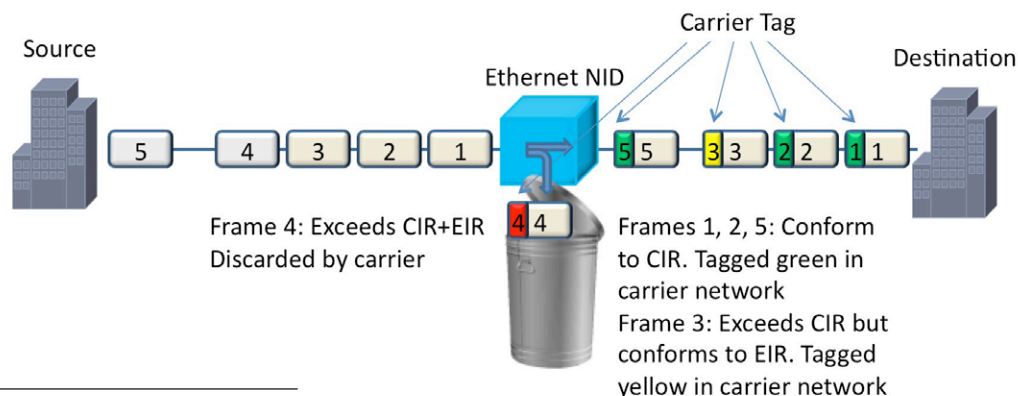 Carrier Tag
Source
Destination
Ethernet NID
5
4
3
2
1
5 5
3 3
2 2
1 1
4 4
Frame 4: Exceeds CIR+EIR
Discarded by carrier
Frames 1, 2, 5: Conform
to CIR. Tagged green in
carrier network
Frame 3: Exceeds CIR but
conforms to EIR. Tagged
yellow in carrier network